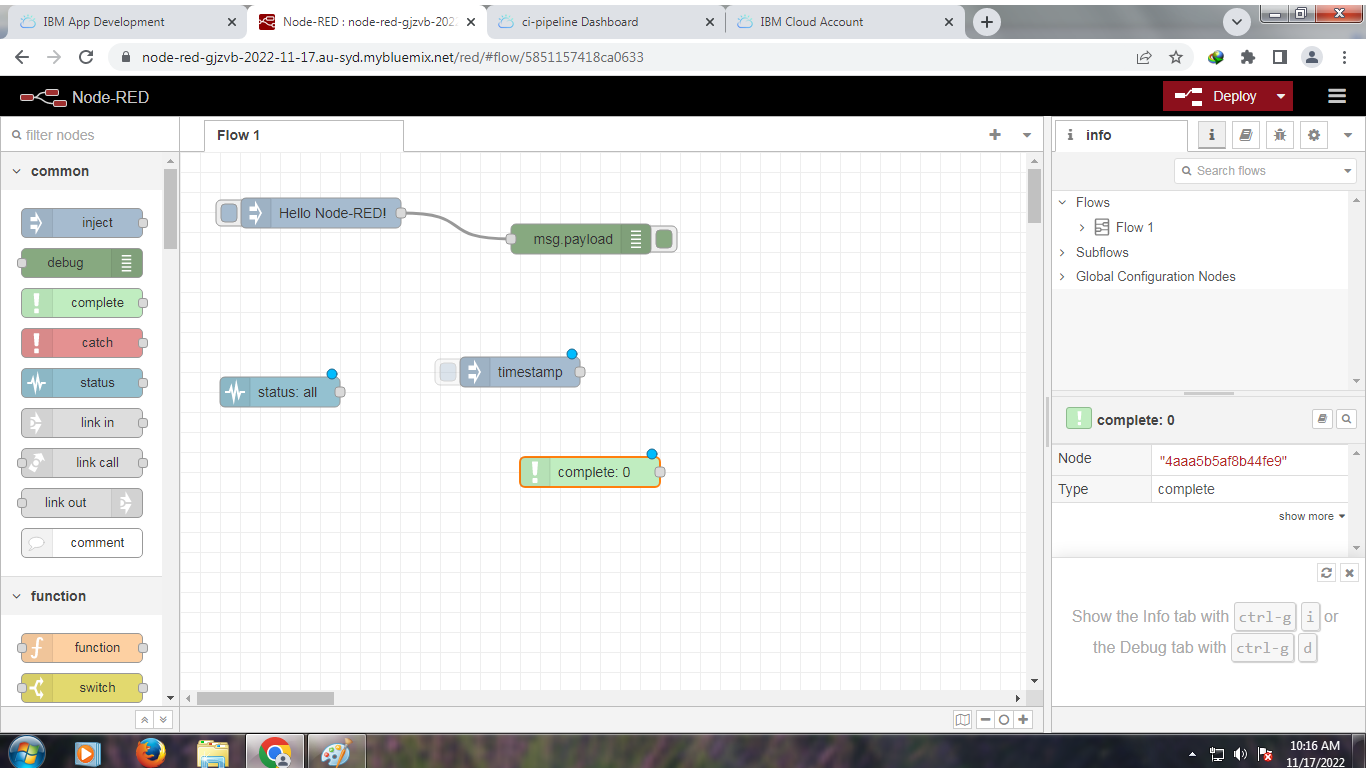 IBM App Development
Node-RED : node-red-gjzvb-2022
ci-pipeline Dashboard
IBM Cloud Account
node-red-gjzvb-2022-11-17.au-syd.mybluemix.net/red/#flow/5851157418ca0633
Node-RED
Deploy
filter nodes
Flow 1
i info
i
Search flows
common
inject
debug
complete
catch
status
link in
link call
link out
comment
function
function
switch
Hello Node-RED!
msg.payload
timestamp
status: all
complete: 0
Flows
Flow 1
Subflows
Global Configuration Nodes
complete: 0
Node "4aaa5b5af8b44fe9"
Type complete
show more
Show the Info tab with ctrl-g i or
the Debug tab with ctrl-g d
10:16 AM
11/17/2022